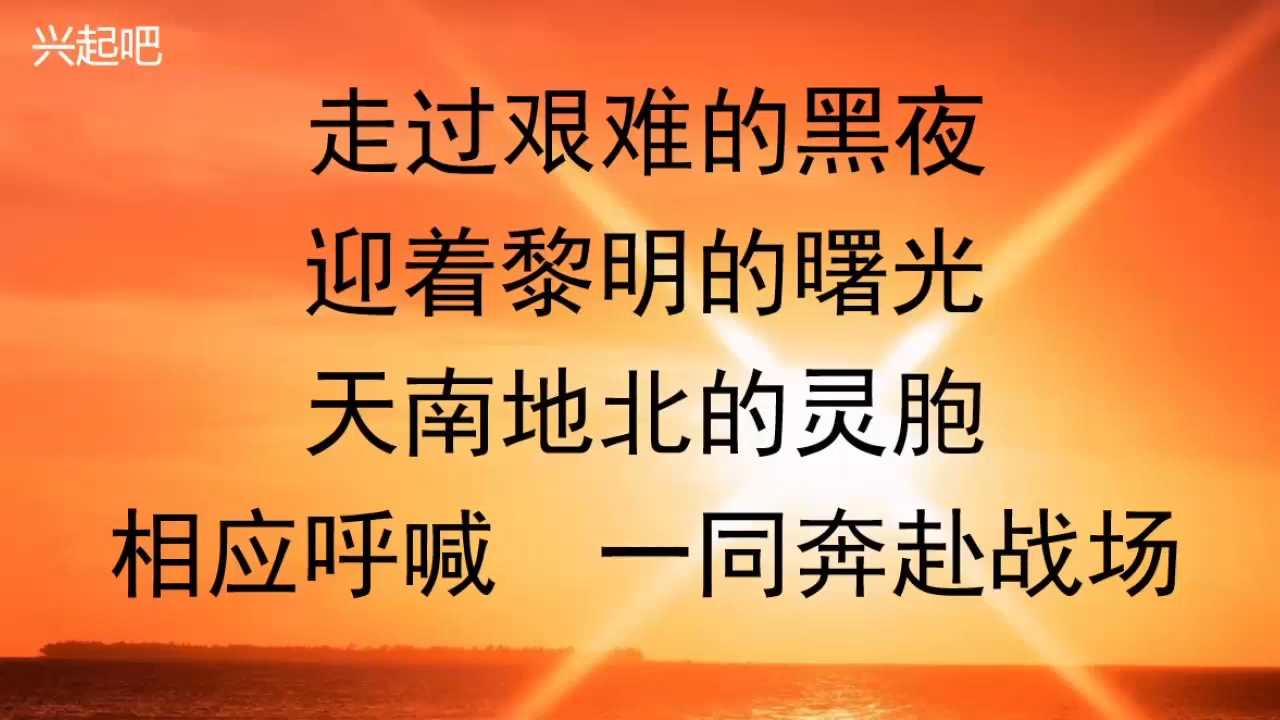 兴起吧
走过艰难的黑夜
迎着黎明的曙光
天南地北的灵胞
相应呼喊　一同奔赴战场